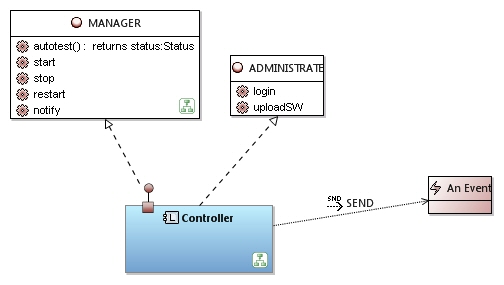 MANAGER
autotest() : returns status:Status
start
stop
restart
notify
ADMINISTRATE
login
uploadSW
L Controller
SND
SEND
An Event